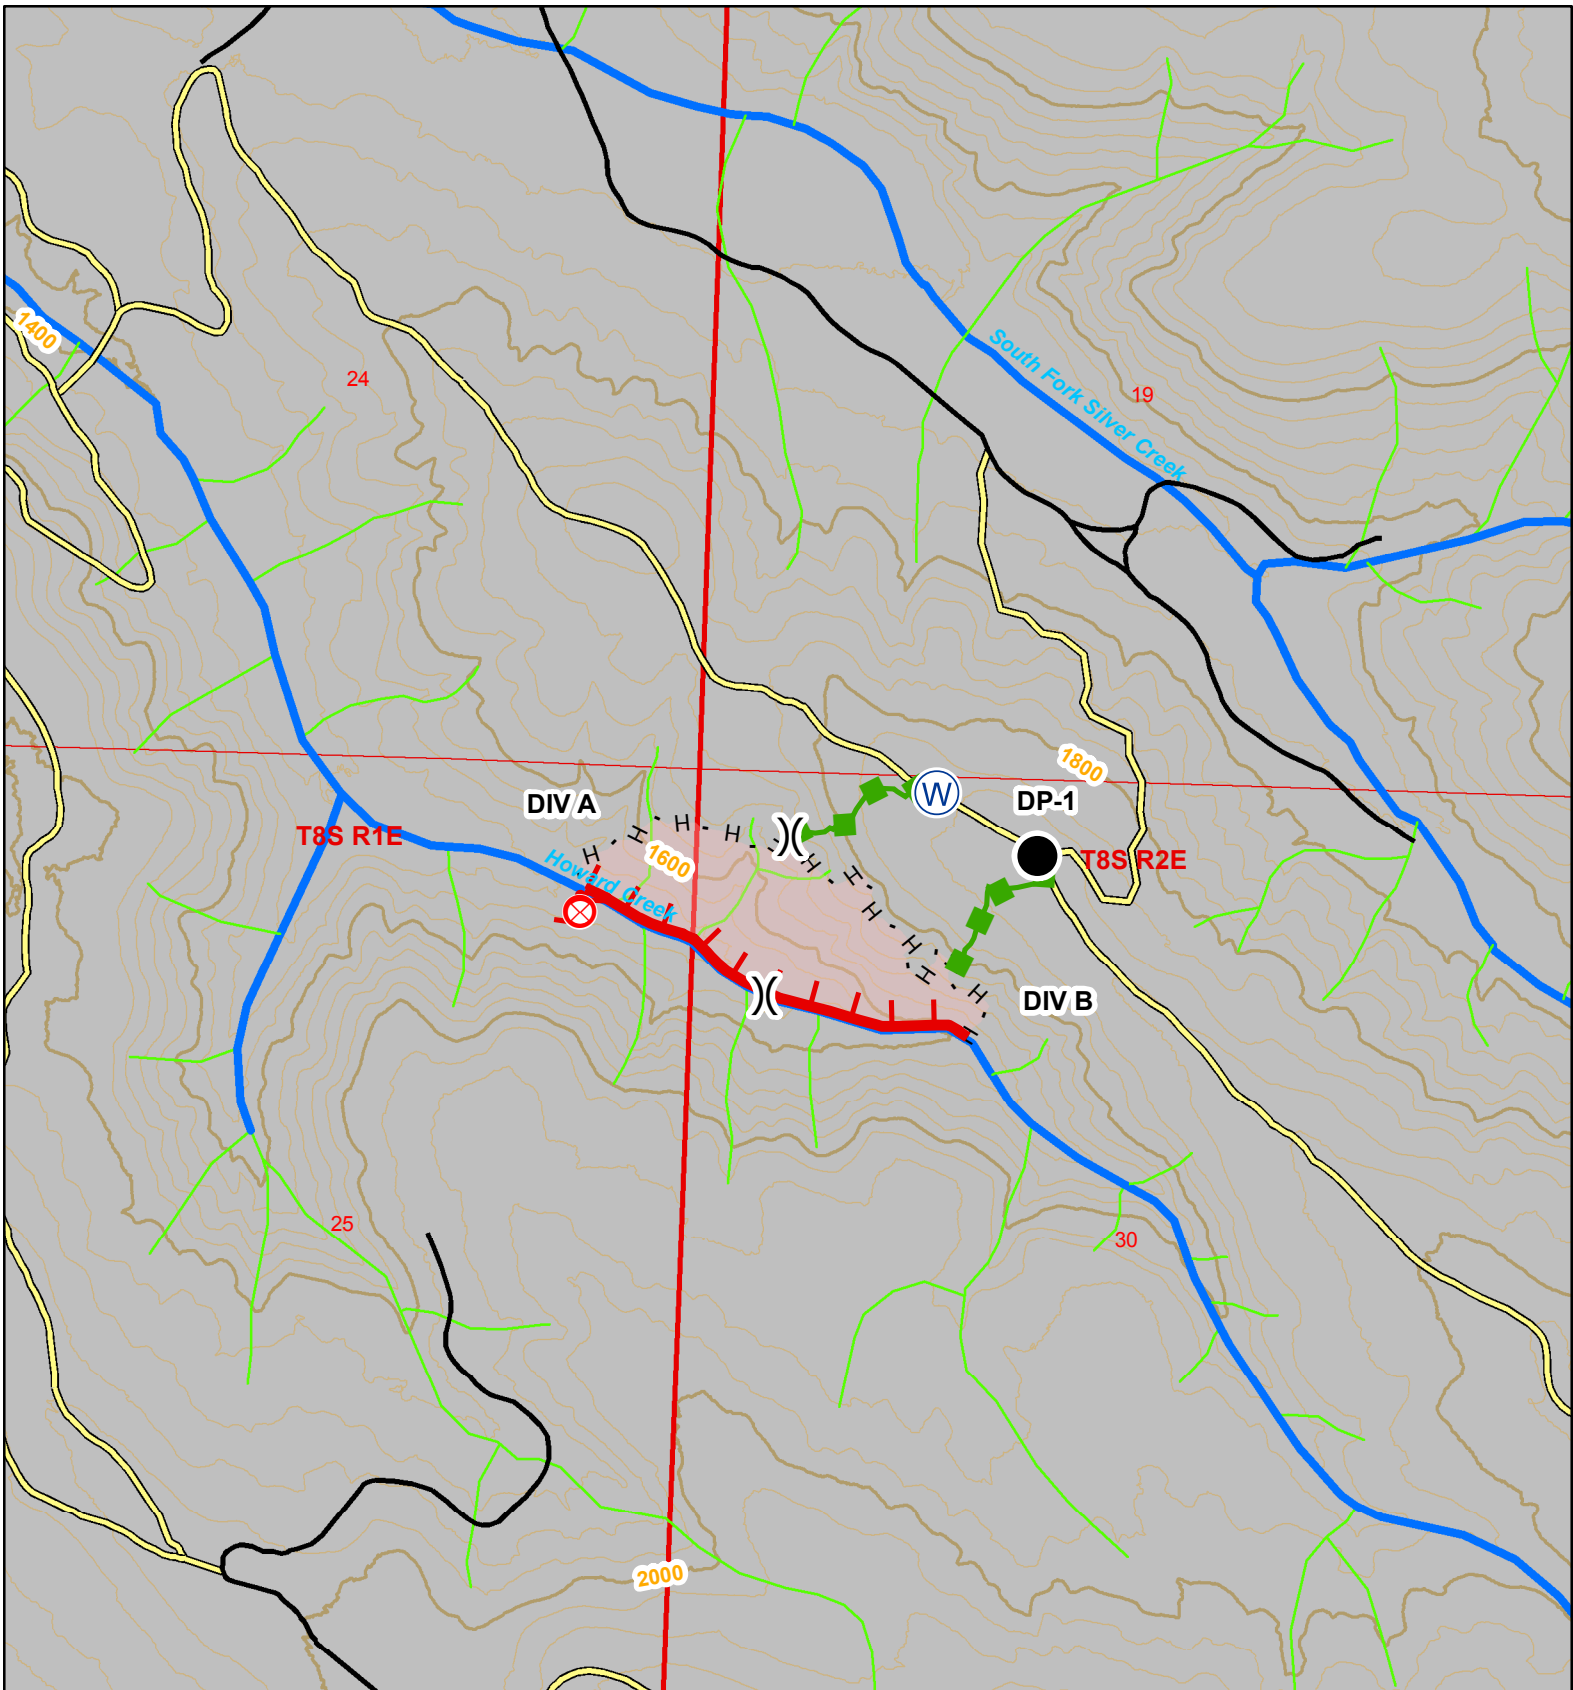 1400
24
South Fork Silver Creek
19
1800
W
DIV A
DP-1
T8S R1E
T8S R2E
H
H
H
H
1600
H
H
H
H
H
H
H
Howard Creek
DIV B
25
30
2000